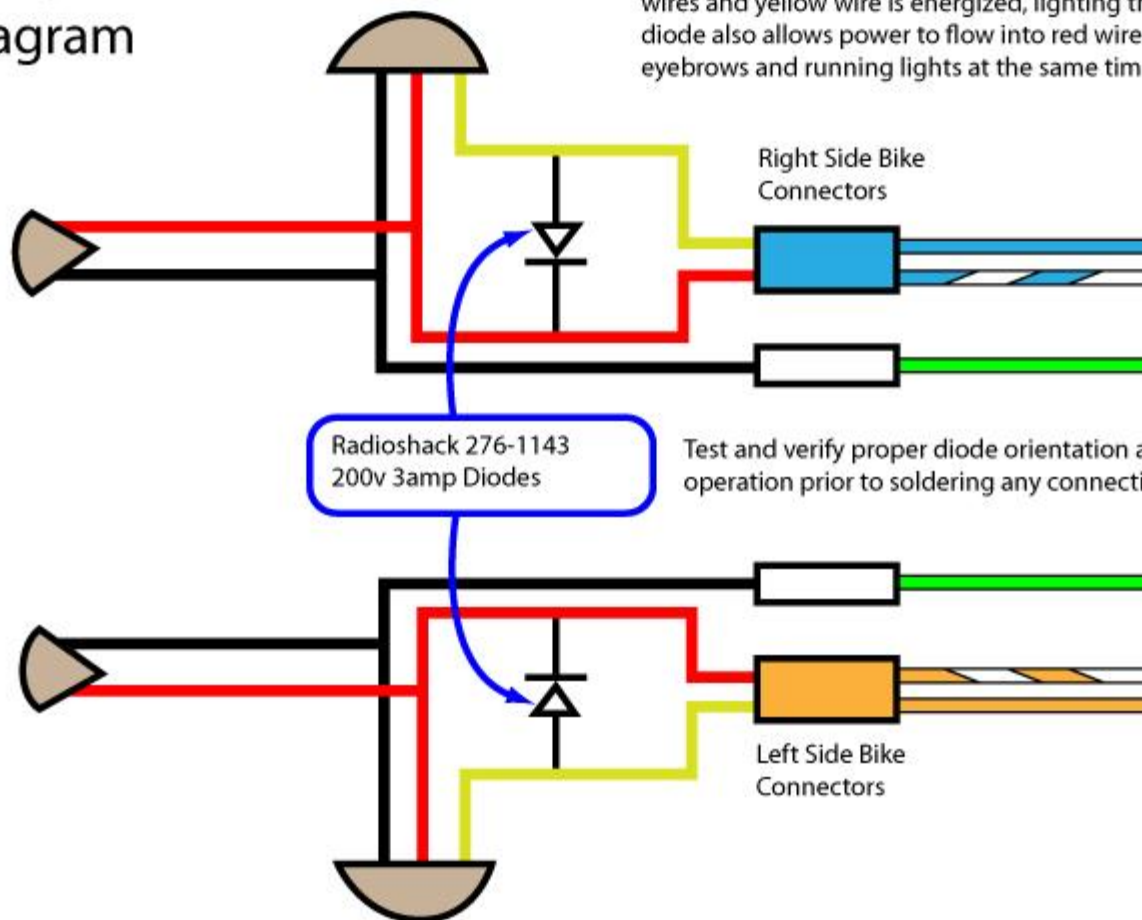 agram
wires and yellow wire is energized, lighting
diode also allows power to flow into red wire
eyebrows and running lights at the same tim
Right Side Bike
Connectors
Radioshack 276-1143
200v 3amp Diodes
Test and verify proper diode orientation a
operation prior to soldering any connecti
Left Side Bike
Connectors